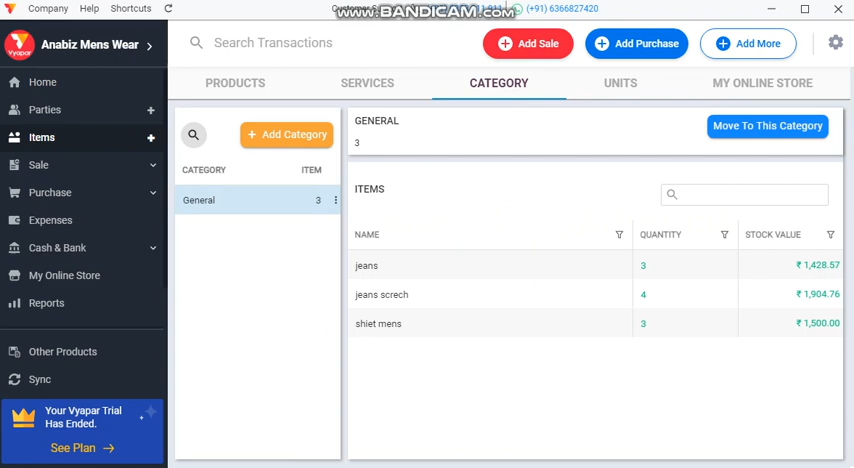 Company Help Shortcuts
www.BANDICAM.com
(+91) 6366827420
Vyapar
Anabiz Mens Wear
Search Transactions
Add Sale
Add Purchase
Add More
Home
Parties
Items
Sale
Purchase
Expenses
Cash & Bank
My Online Store
Reports
Other Products
Sync
Your Vyapar Trial
Has Ended.
See Plan
PRODUCTS SERVICES CATEGORY UNITS MY ONLINE STORE
Add Category
CATEGORY ITEM
General 3
GENERAL
3
Move To This Category
ITEMS
NAME QUANTITY STOCK VALUE
jeans 3 ₹ 1,428.57
jeans screch 4 ₹ 1,904.76
shiet mens 3 ₹ 1,500.00